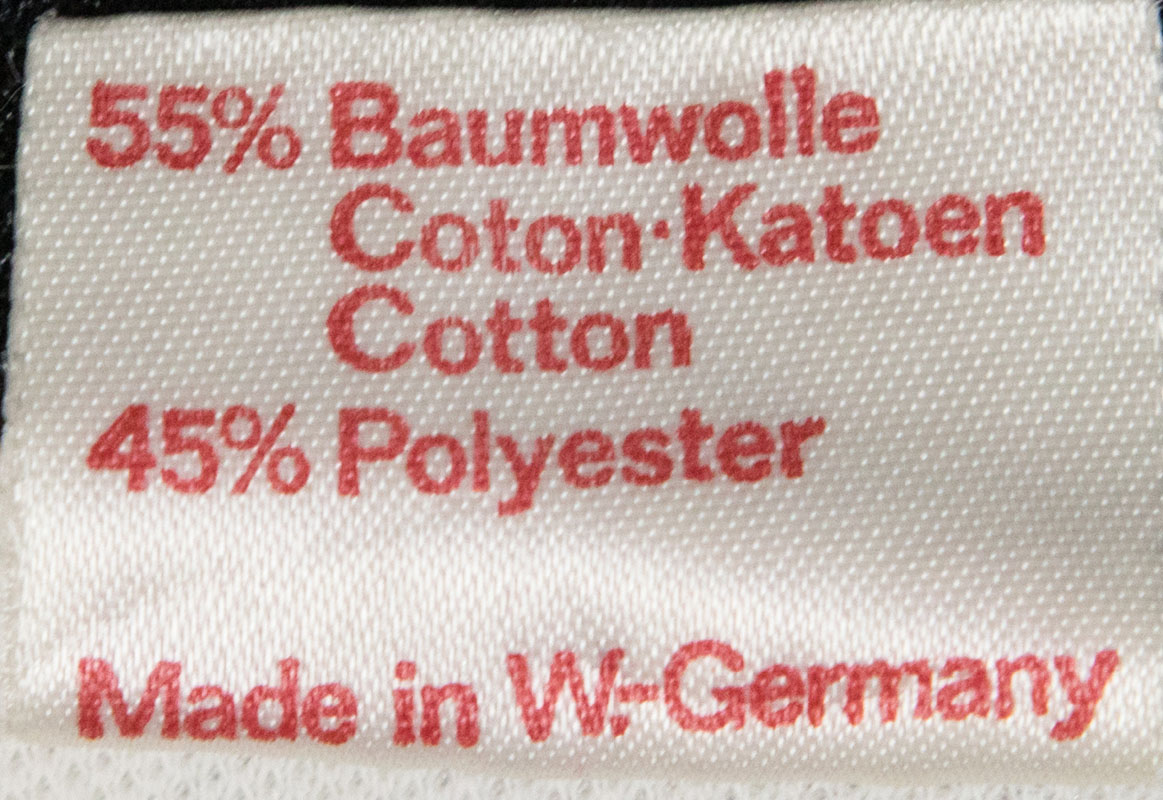 55% Baumwolle
Coton·Katoen
Cotton
45% Polyester
Made in W.-Germany